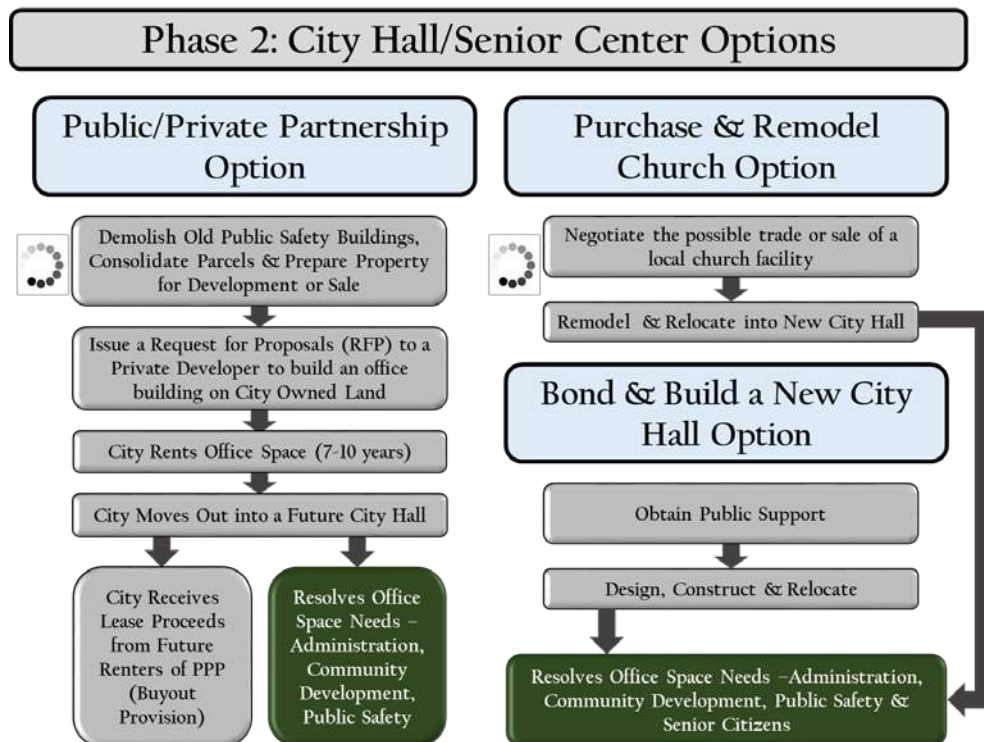 Phase 2: City Hall/Senior Center Options
Public/Private Partnership
Option
Demolish Old Public Safety Buildings,
Consolidate Parcels & Prepare Property
for Development or Sale
Issue a Request for Proposals (RFP) to a
Private Developer to build an office
building on City Owned Land
City Rents Office Space (7-10 years)
City Moves Out into a Future City Hall
City Receives
Lease Proceeds
from Future
Renters of PPP
(Buyout
Provision)
Resolves Office
Space Needs –
Administration,
Community
Development,
Public Safety
Purchase & Remodel
Church Option
Negotiate the possible trade or sale of a
local church facility
Remodel & Relocate into New City Hall
Bond & Build a New City
Hall Option
Obtain Public Support
Design, Construct & Relocate
Resolves Office Space Needs –Administration,
Community Development, Public Safety &
Senior Citizens